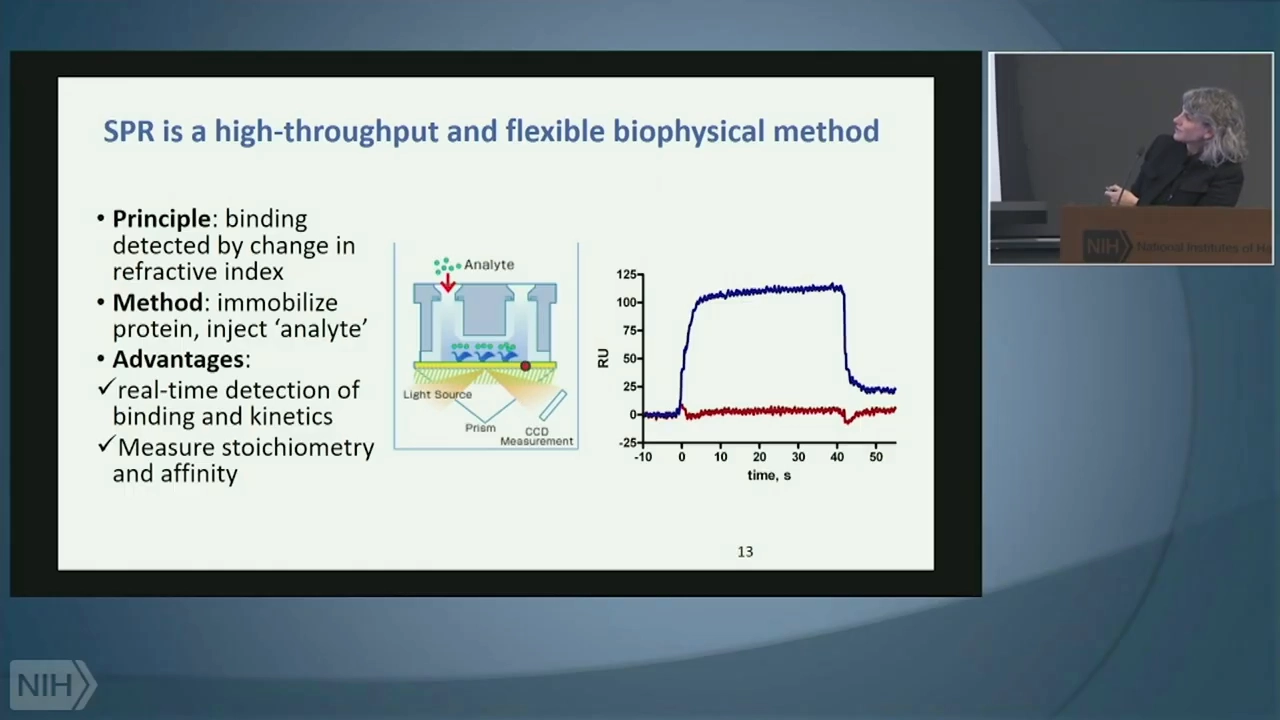 SPR is a high-throughput and flexible biophysical method
• Principle: binding
detected by change in
refractive index
• Method: immobilize
protein, inject ‘analyte’
• Advantages:
✓real-time detection of
binding and kinetics
✓Measure stoichiometry
and affinity
Analyte
Light Source
Prism
CCD
Measurement
125
100
75
50
25
0
-25
RU
-10 0 10 20 30 40 50
time, s
13
NIH National Institutes of
NIH